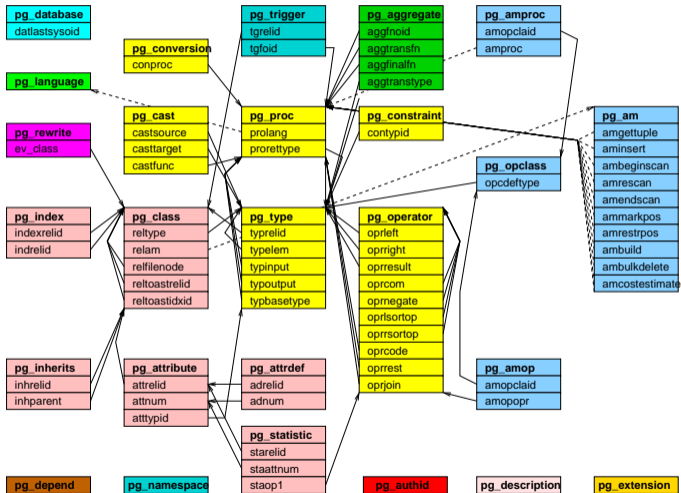 pg_database
datlastsysoid
pg_conversion
conproc
pg_trigger
tgrelid
tgfoid
pg_aggregate
aggfnoid
aggtransfn
aggfinalfn
aggtranstype
pg_amproc
amopclaid
amproc
pg_language
pg_cast
castsource
casttarget
castfunc
pg_proc
prolang
prorettype
pg_constraint
contypid
pg_am
amgettuple
aminsert
ambeginscan
amrescan
amendscan
ammarkpos
amrestrpos
ambuild
ambulkdelete
amcostestimate
pg_rewrite
ev_class
pg_opclass
opcdeftype
pg_index
indexrelid
indrelid
pg_class
reltype
relam
relfilenode
reltoastrelid
reltoastidxid
pg_type
typrelid
typelem
typinput
typoutput
typbasetype
pg_operator
oprleft
oprright
oprresult
oprcom
oprnegate
oprlsortop
oprrsortop
oprcode
oprrest
oprjoin
pg_inherits
inhrelid
inhparent
pg_attribute
attrelid
attnum
atttypid
pg_attrdef
adrelid
adnum
pg_amop
amopclaid
amopopr
pg_statistic
starelid
staattnum
staop1
pg_depend
pg_namespace
pg_authid
pg_description
pg_extension